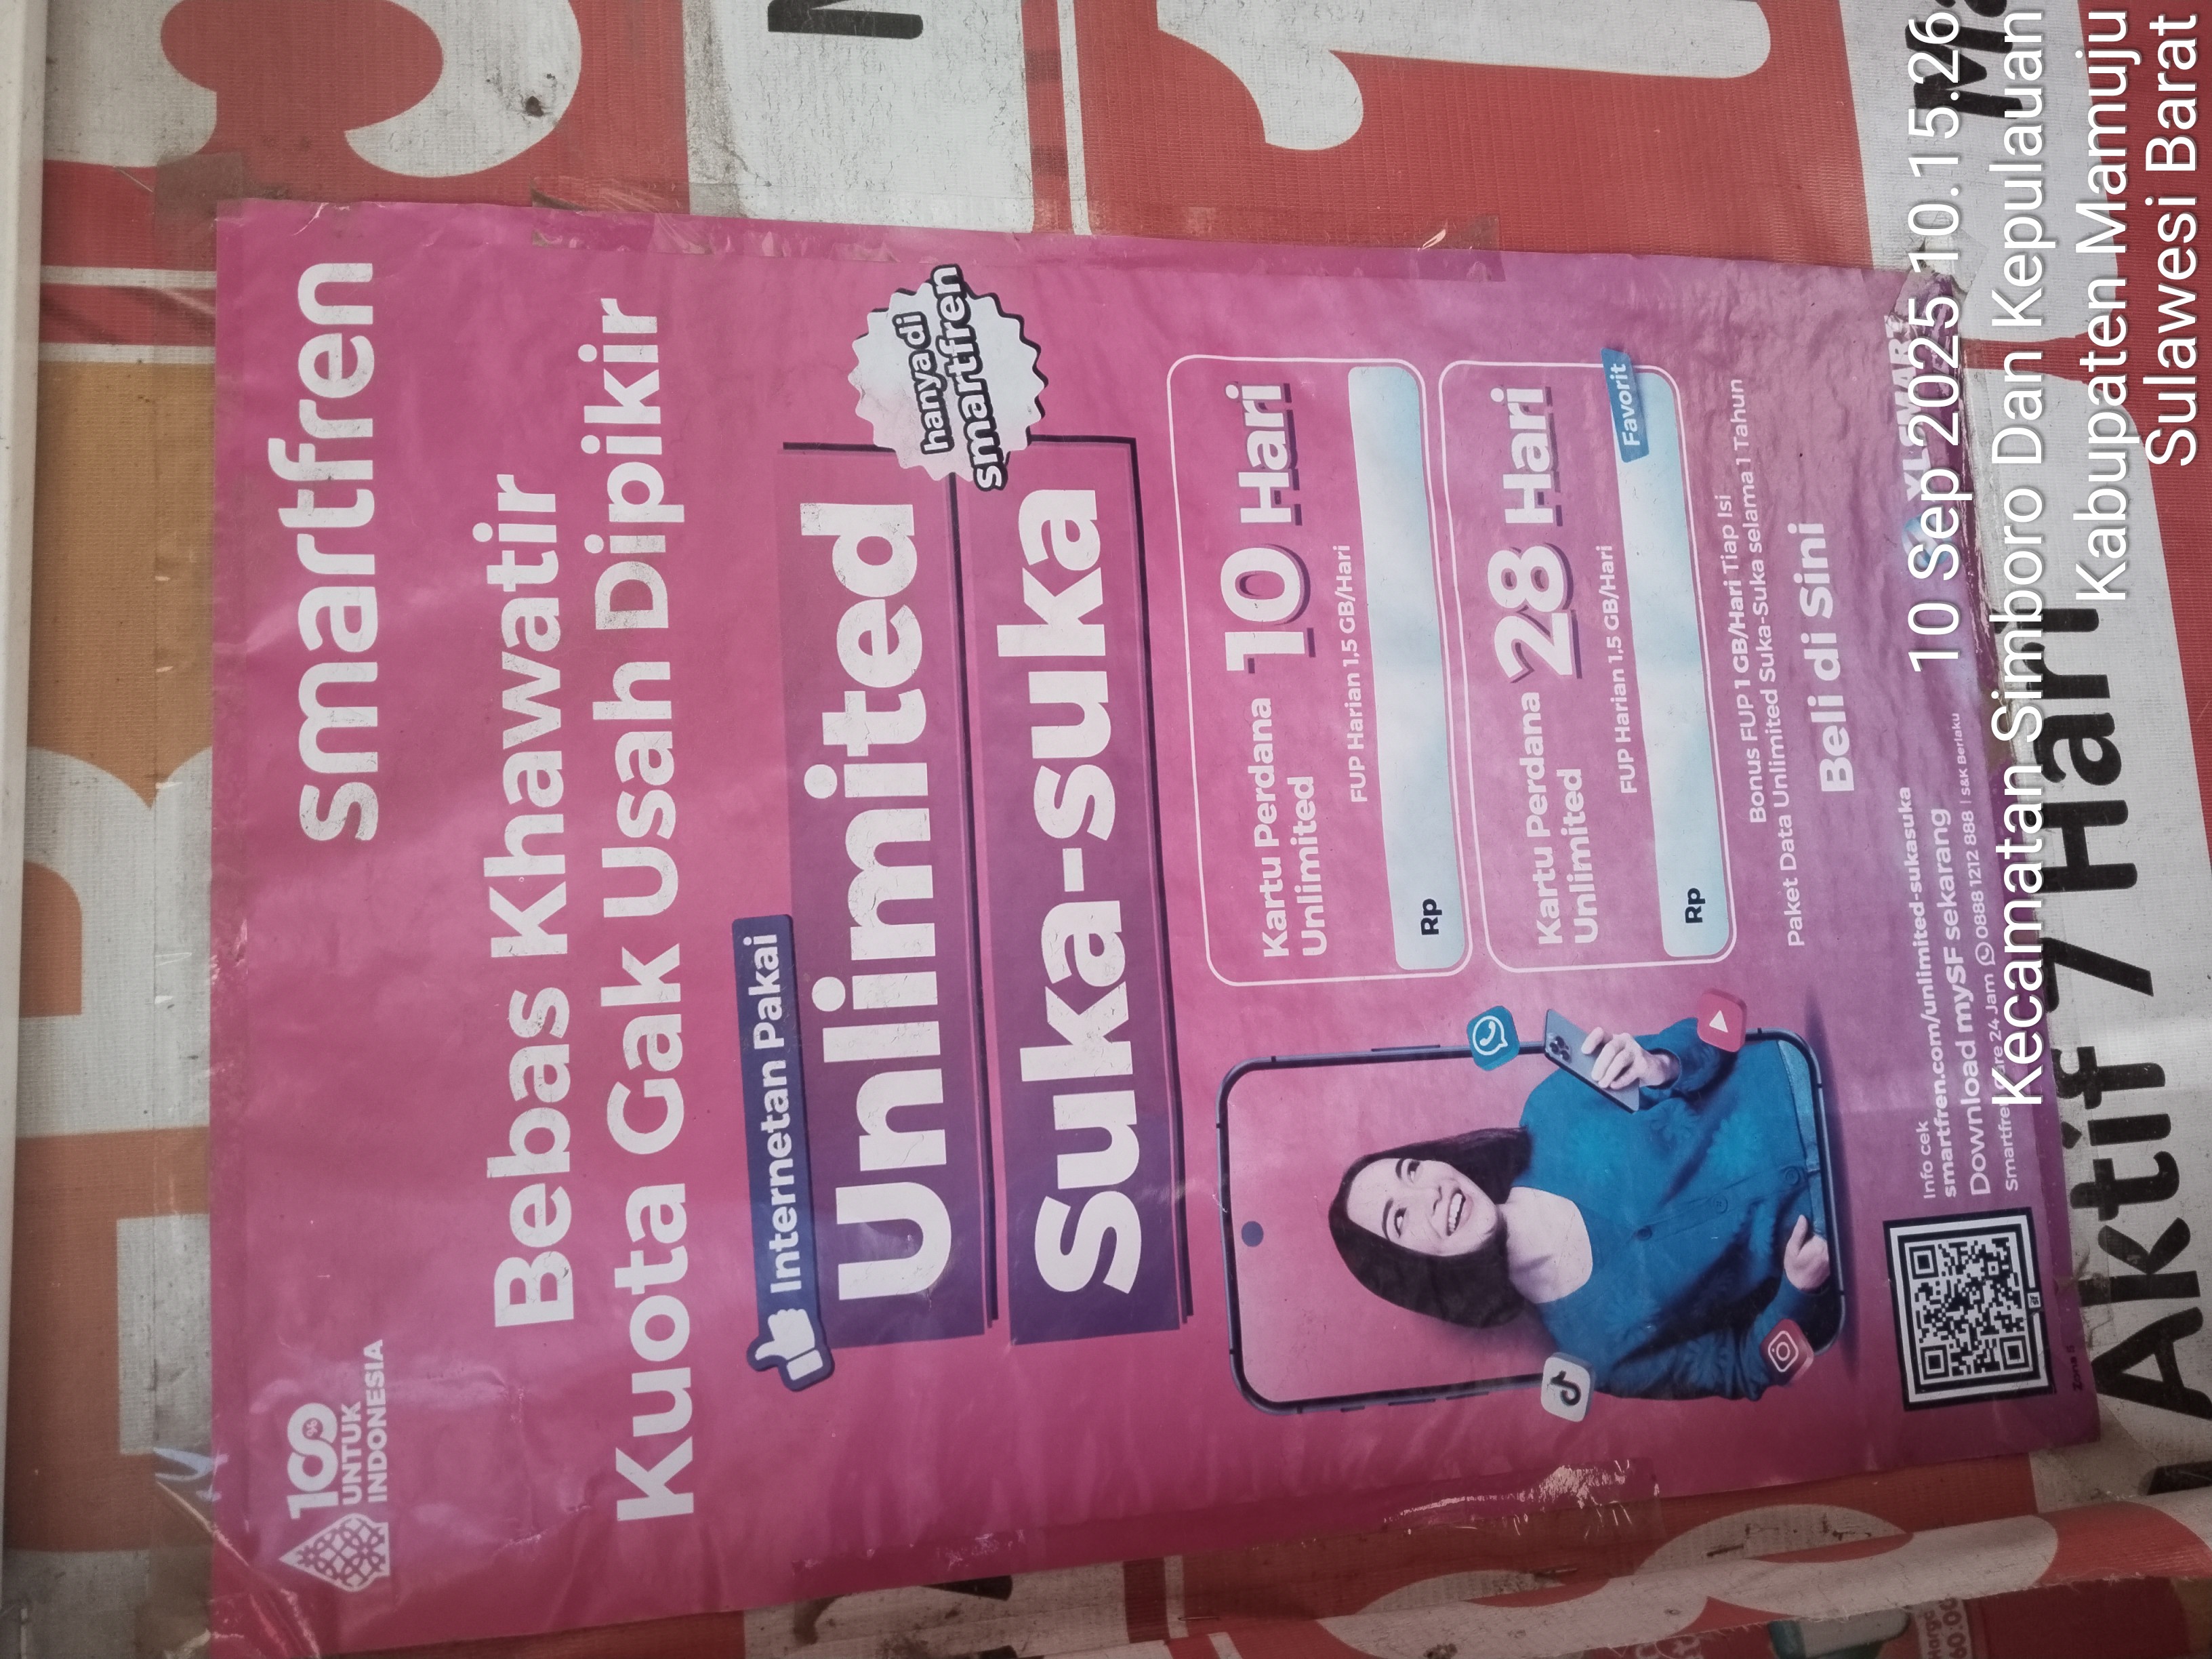 100%
UNTUK
INDONESIA
smartfren
Bebas Khawatir
Kuota Gak Usah Dipikir
Internetan Pakai
Unlimited
Suka-suka
hanya di
smartfren
Kartu Perdana
Unlimited
10 Hari
FUP Harian 1,5 GB/Hari
Rp
Kartu Perdana
Unlimited
28 Hari
FUP Harian 1,5 GB/Hari
Rp
Favorit
Bonus FUP 1 GB/Hari Tiap Isi
Paket Data Unlimited Suka-Suka selama 1 Tahun
Beli di Sini
Info cek
smartfren.com/unlimited-sukasuka
Download mySF sekarang
24 Jam 0888 1212 888 | S&K Berlaku
XLSMART
Aktif 7 Hari
10 Sep 2025 10.15.26
Kecamatan Simboro Dan Kepulauan
Kabupaten Mamuju
Sulawesi Barat